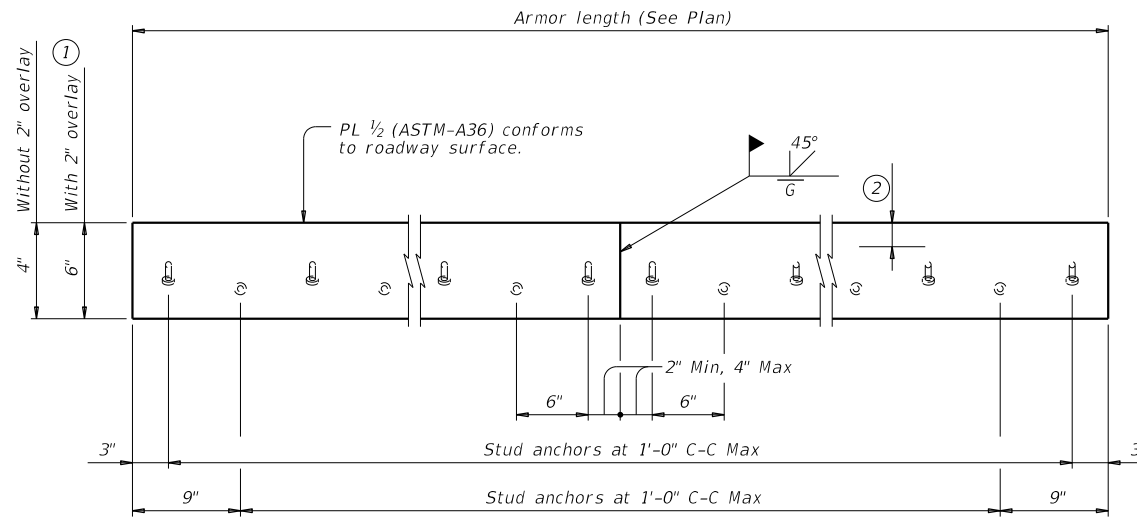 Armor length (See Plan)
1
Without 2" overlay
With 2" overlay
PL ½ (ASTM-A36) conforms
to roadway surface.
45°
G
2
4"
6"
2" Min, 4" Max
6"
6"
3"
Stud anchors at 1'-0" C-C Max
3
9"
Stud anchors at 1'-0" C-C Max
9"